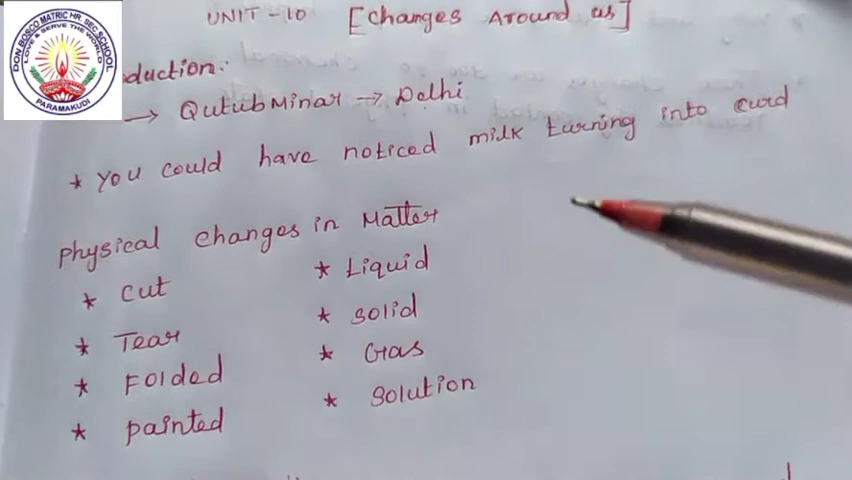 DON BOSCO MATRIC HR. SEC. SCHOOL
LOVE & SERVE THE WORLD
PARAMAKUDI
UNIT - 10 [Changes Around us]
duction:
→ Qutub Minar → Delhi
* You could have noticed milk turning into curd
Physical changes in Matter
* cut
* Tear
* Folded
* painted
* Liquid
* solid
* Gas
* solution